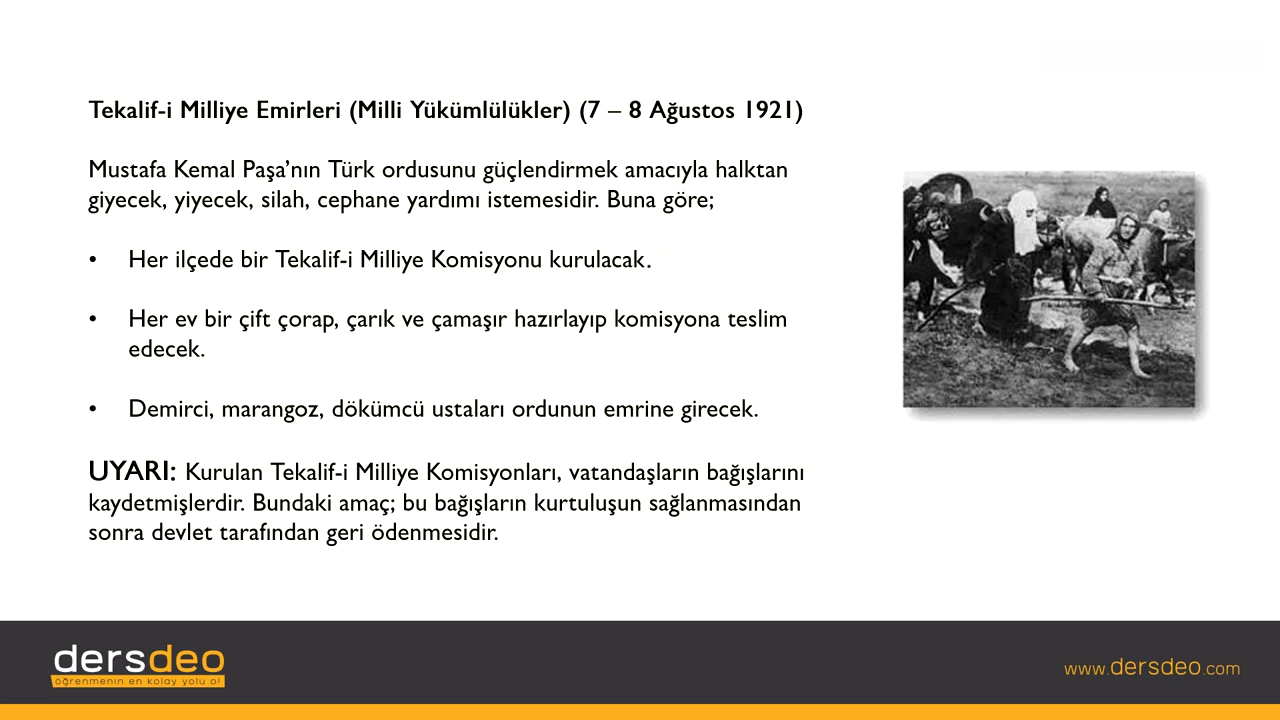 Tekalif-i Milliye Emirleri (Milli Yükümlülükler) (7 – 8 Ağustos 1921)
Mustafa Kemal Paşa’nın Türk ordusunu güçlendirmek amacıyla halktan
giyecek, yiyecek, silah, cephane yardımı istemesidir. Buna göre;
• Her ilçede bir Tekalif-i Milliye Komisyonu kurulacak.
• Her ev bir çift çorap, çarık ve çamaşır hazırlayıp komisyona teslim
edecek.
• Demirci, marangoz, dökümcü ustaları ordunun emrine girecek.
UYARI: Kurulan Tekalif-i Milliye Komisyonları, vatandaşların bağışlarını
kaydetmişlerdir. Bundaki amaç; bu bağışların kurtuluşun sağlanmasından
sonra devlet tarafından geri ödenmesidir.
dersdeo
öğrenmenin en kolay yolu o!
www.dersdeo.com